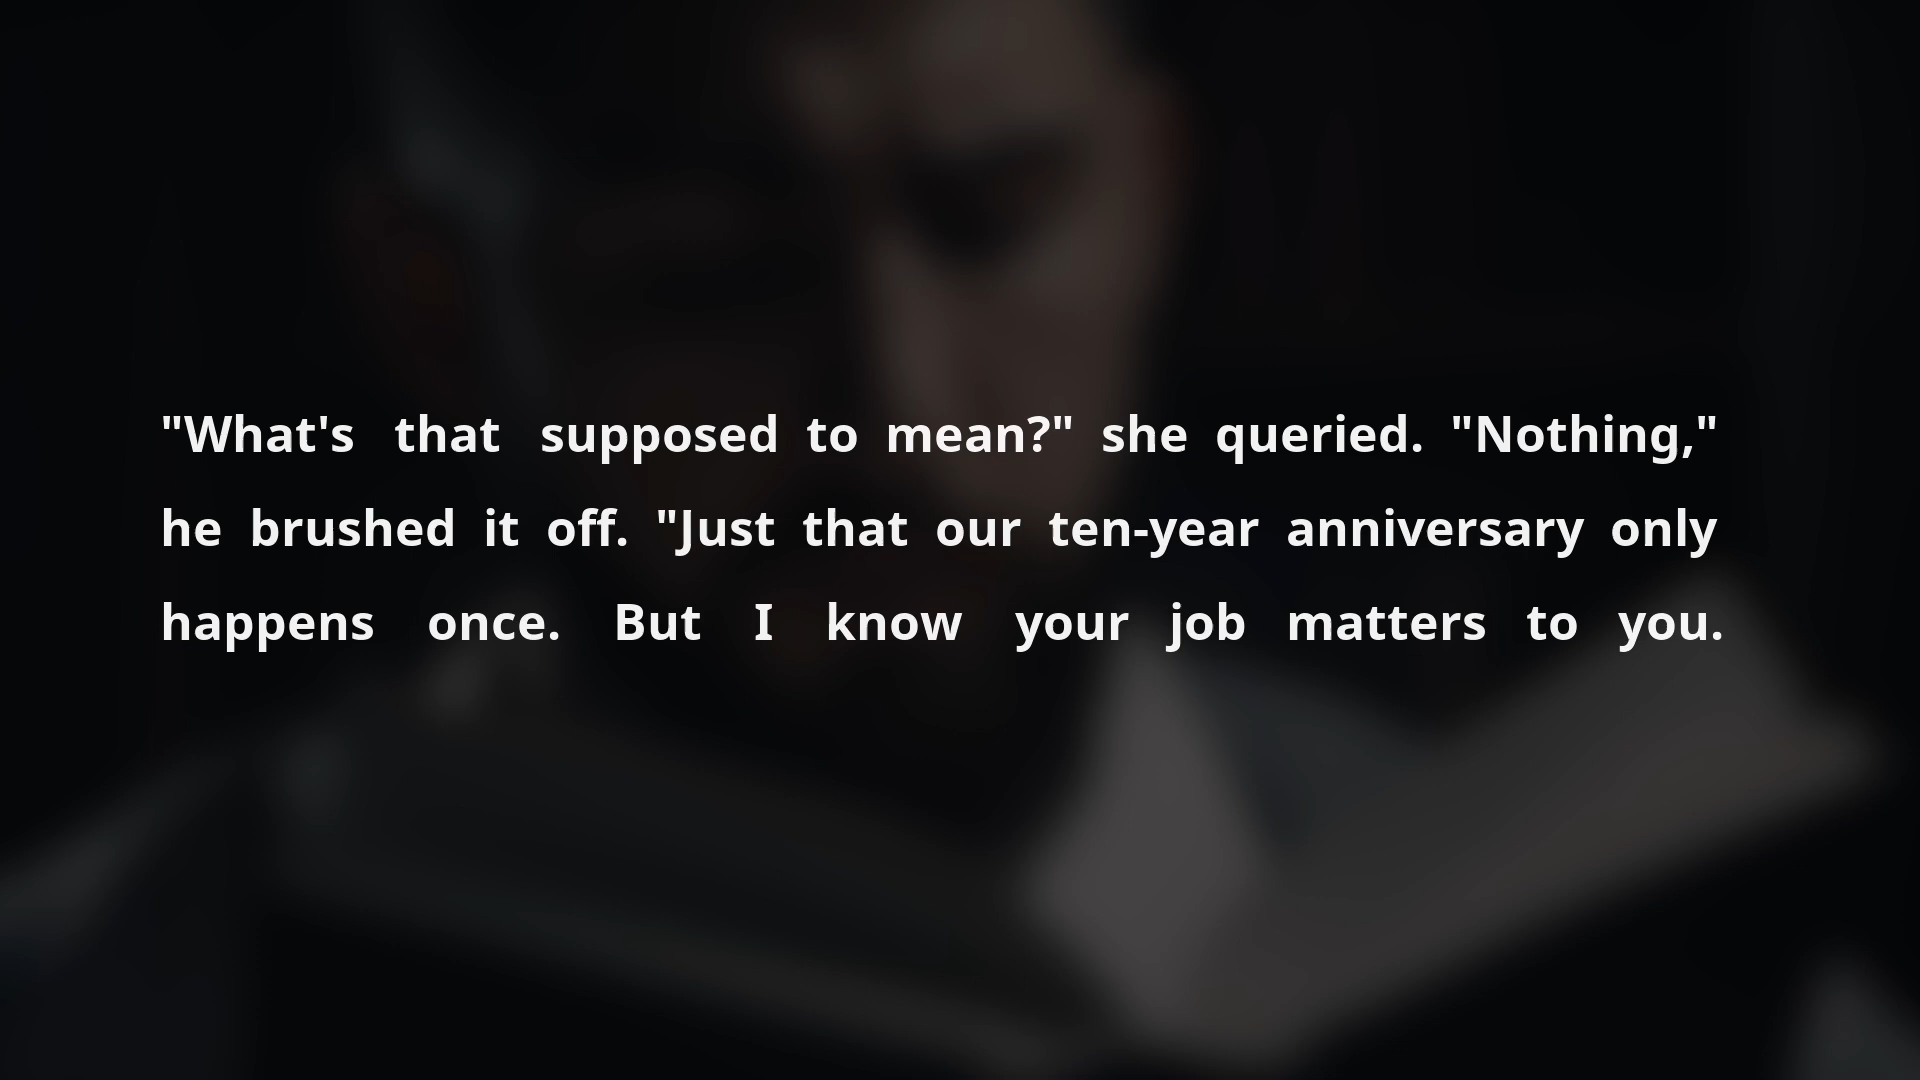 "What's that supposed to mean?" she queried. "Nothing,"
he brushed it off. "Just that our ten-year anniversary only
happens once. But I know your job matters to you.